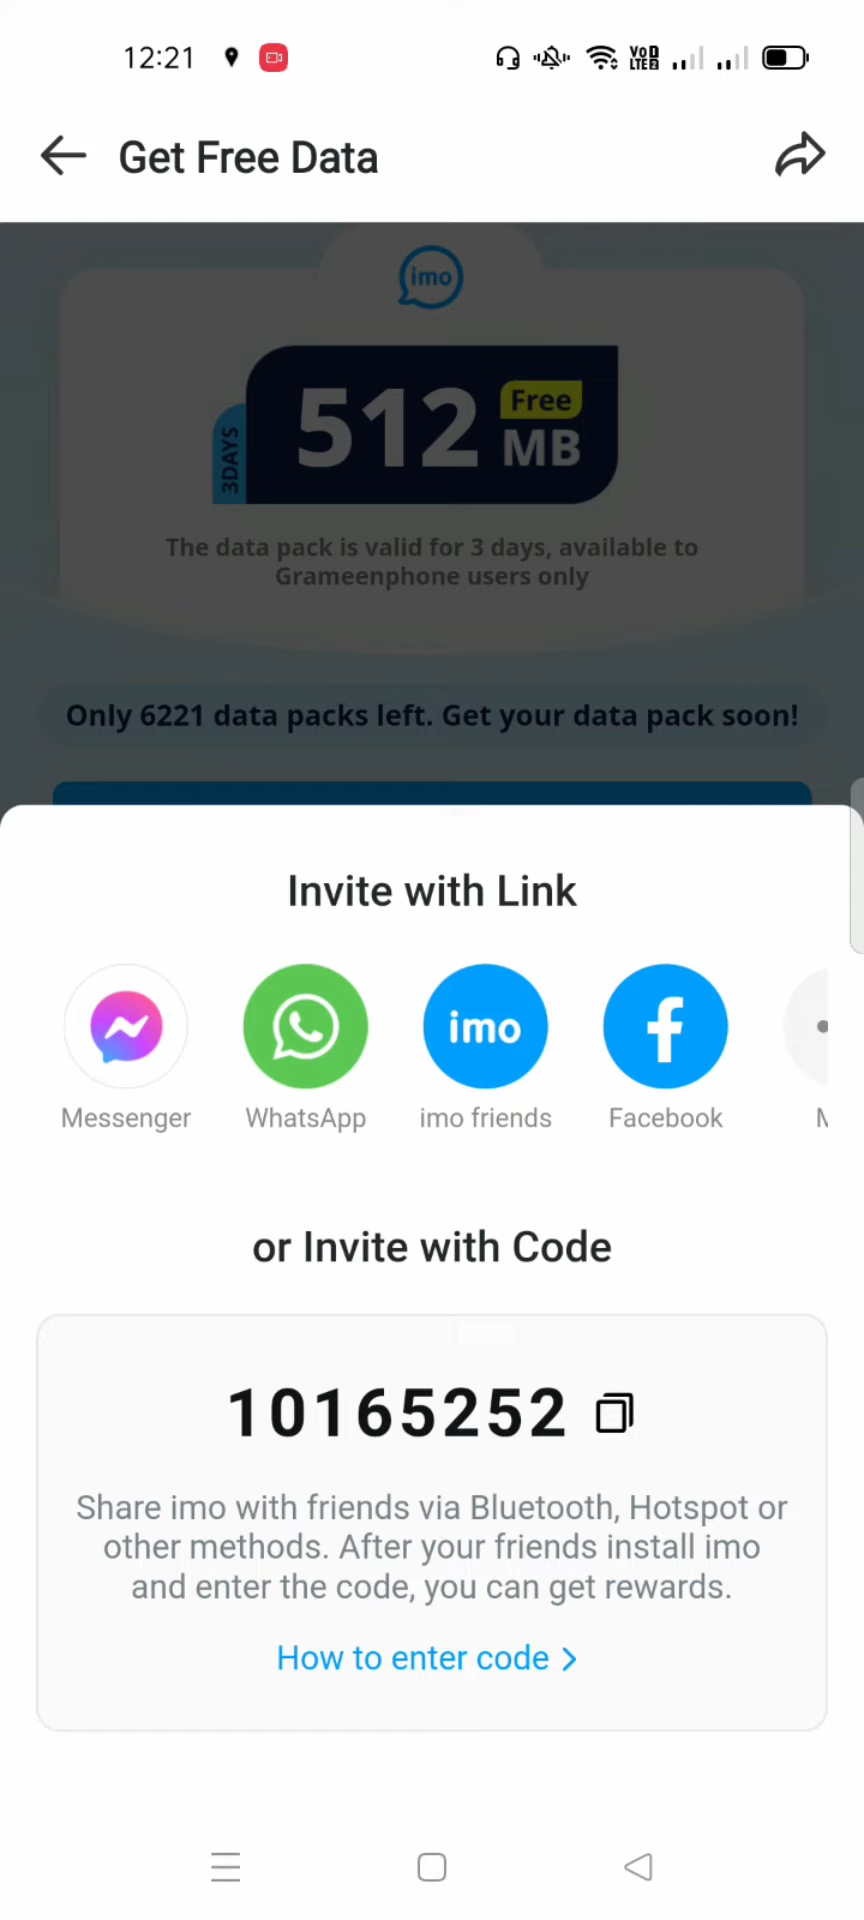 12:21
VoD LTE2
Get Free Data
imo
3DAYS
512
Free
MB
The data pack is valid for 3 days, available to
Grameenphone users only
Only 6221 data packs left. Get your data pack soon!
Invite with Link
imo
Messenger
WhatsApp
imo friends
Facebook
or Invite with Code
10165252
Share imo with friends via Bluetooth, Hotspot or
other methods. After your friends install imo
and enter the code, you can get rewards.
How to enter code >